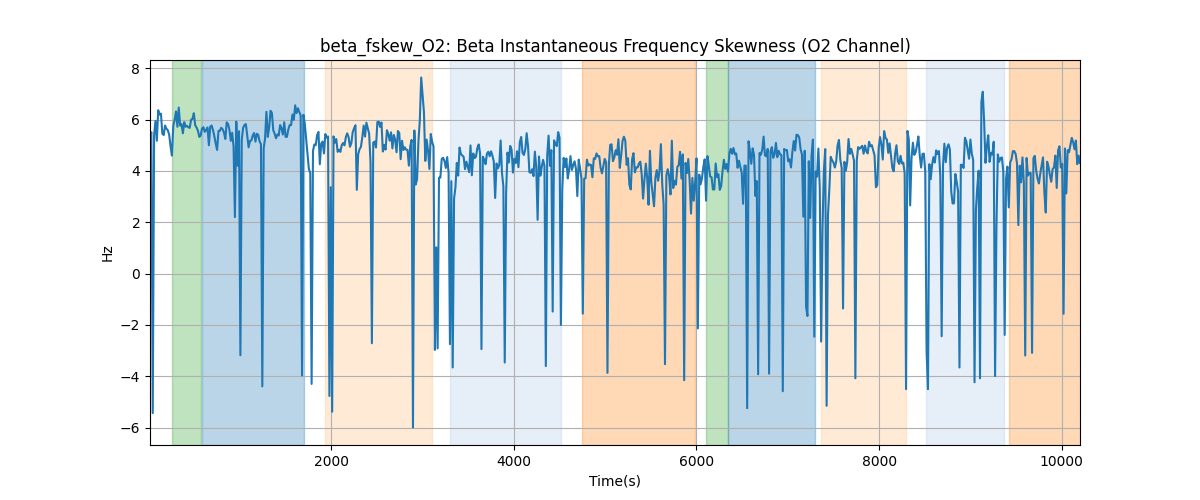 beta_fskew_O2: Beta Instantaneous Frequency Skewness (O2 Channel)
8
6
4
2
0
−2
−4
−6
Hz
2000 4000 6000 8000 10000
Time(s)